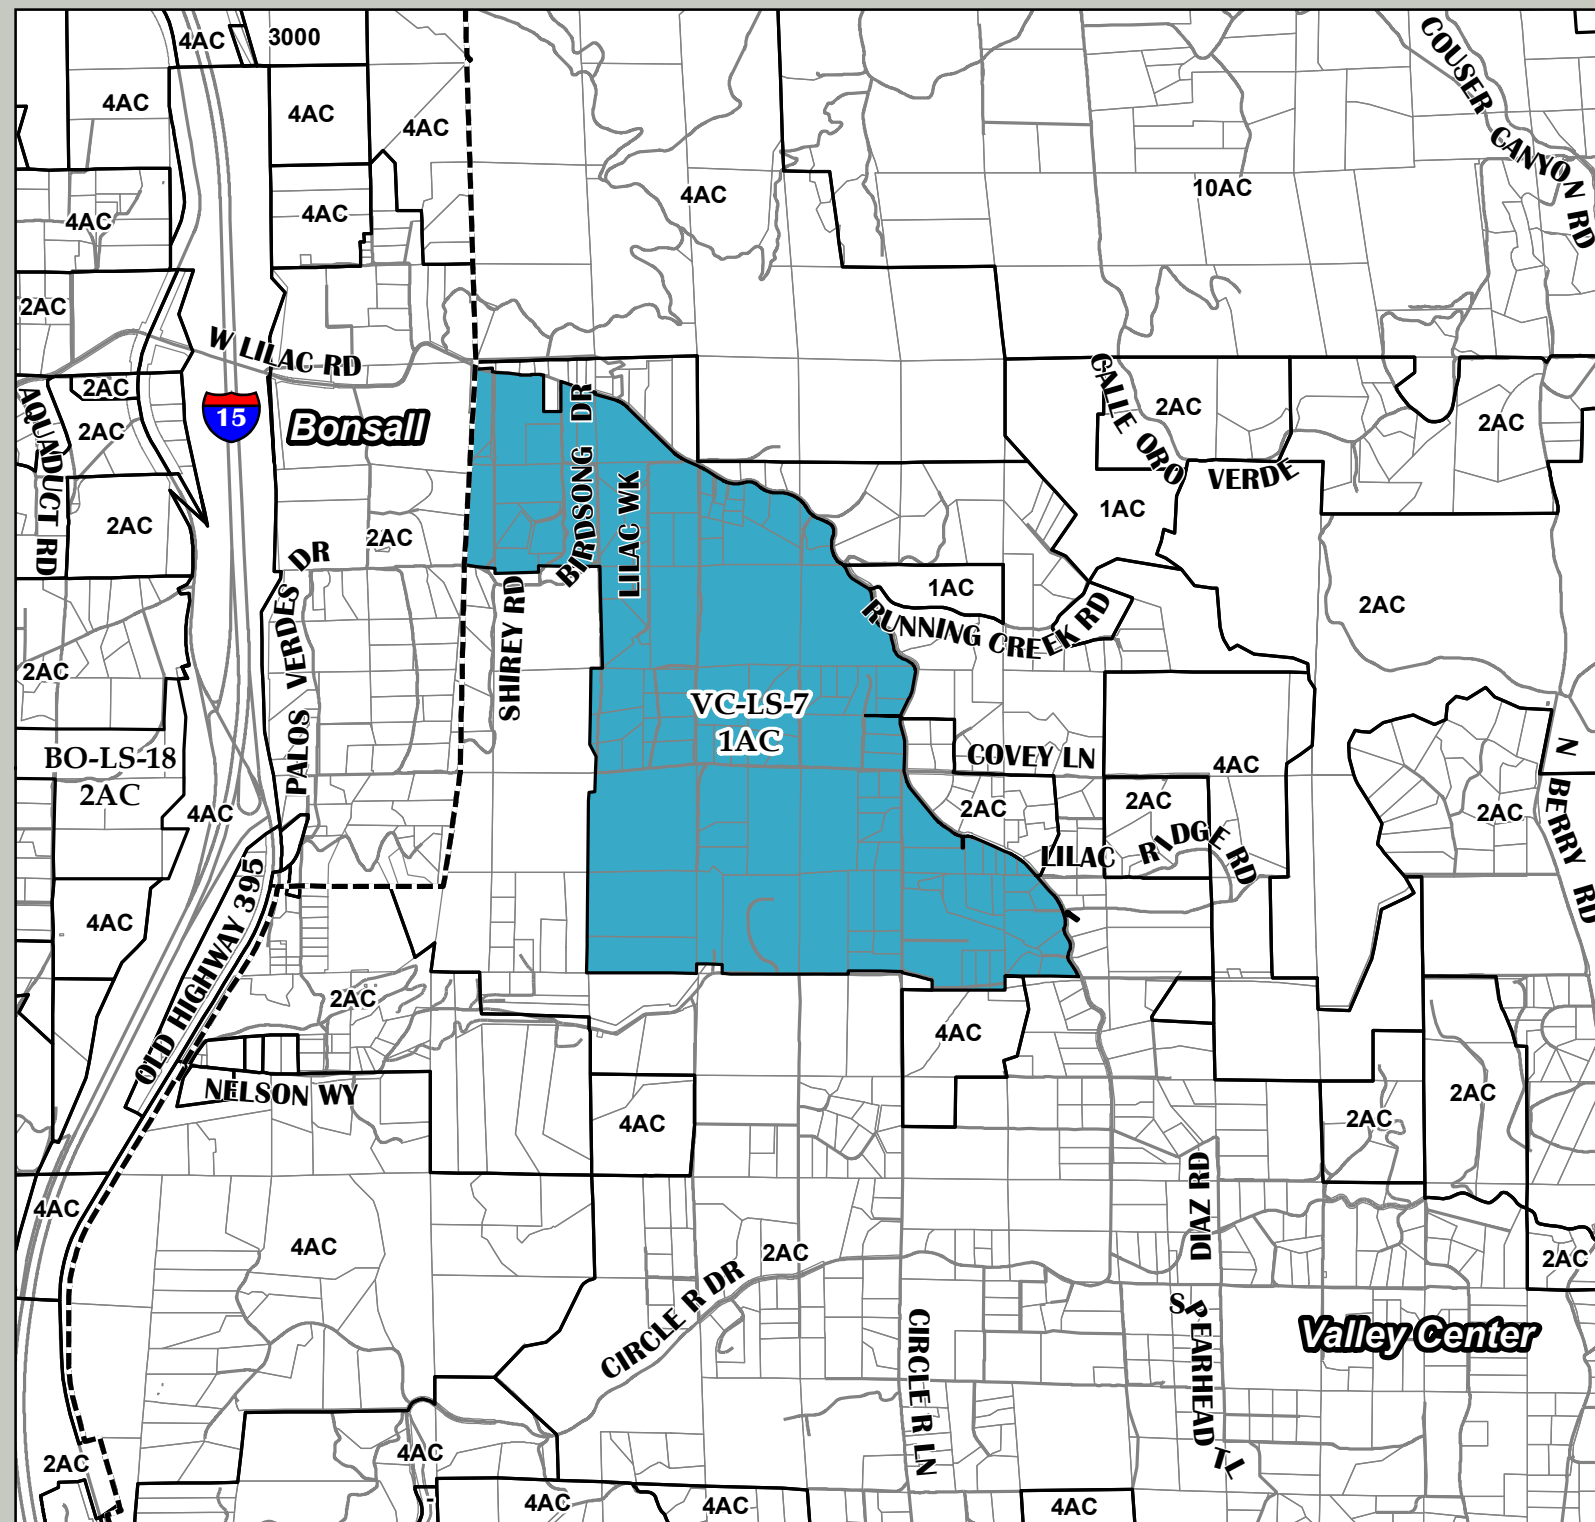 4AC
3000
4AC
4AC
4AC
4AC
4AC
4AC
10AC
COUSER CANYON RD
2AC
W LILAC RD
2AC
AQUADUCT RD
2AC
15
Bonsall
BIRDSONG DR
LILAC WK
CALLE ORO VERDE
2AC
2AC
2AC
2AC
1AC
PALOS VERDES DR
SHIREY RD
1AC
RUNNING CREEK RD
2AC
2AC
VC-LS-7
1AC
BO-LS-18
2AC
COVEY LN
4AC
N BERRY RD
4AC
2AC
2AC
2AC
LILAC RIDGE RD
4AC
OLD HIGHWAY 395
2AC
4AC
NELSON WY
4AC
2AC
2AC
DIAZ RD
4AC
4AC
2AC
2AC
CIRCLE R DR
CIRCLE R LN
SPEARHEAD TL
Valley Center
2AC
4AC
4AC
4AC
4AC